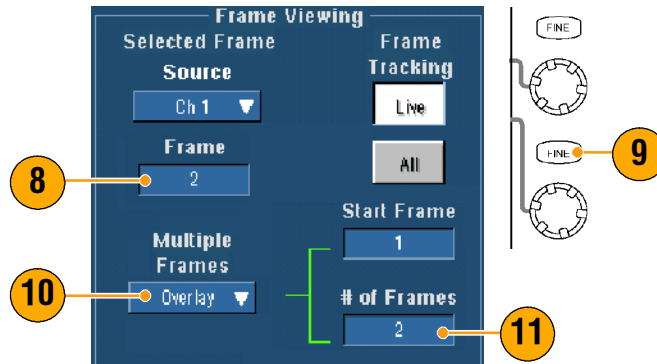 Frame Viewing
Selected Frame
Source
Ch 1
Frame
2
Multiple
Frames
Overlay
Frame
Tracking
Live
All
Start Frame
1
# of Frames
2
FINE
FINE
8
9
10
11